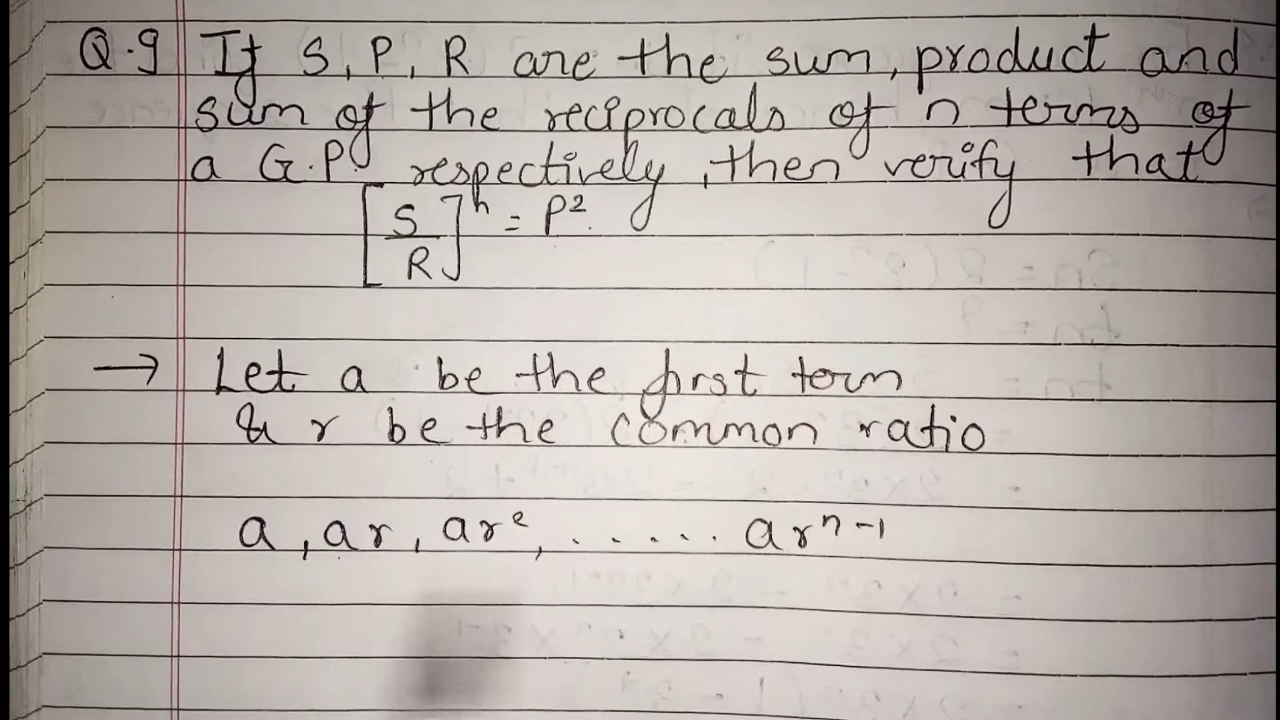 Q.9 If S, P, R are the sum, product and
sum of the reciprocals of n terms of
a G.P. respectively, then verify that
[S/R]^n = P².
→ Let a be the first term
& r be the common ratio
a, ar, ar², ...... ar^n-1